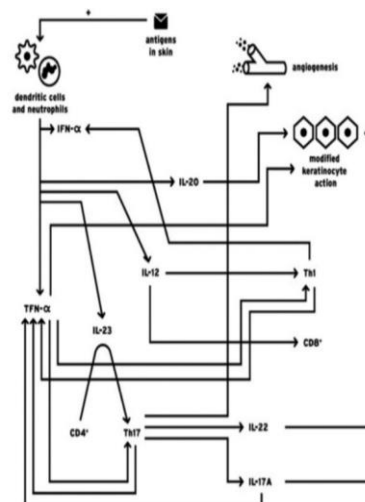 +
antigens
in skin
angiogenesis
dendritic cells
and neutrophils
IFN-α
IL-20
modified
keratinocyte
action
IL-12
Th1
TFN-α
IL-23
CD8⁺
CD4⁺
Th17
IL-22
IL-17A